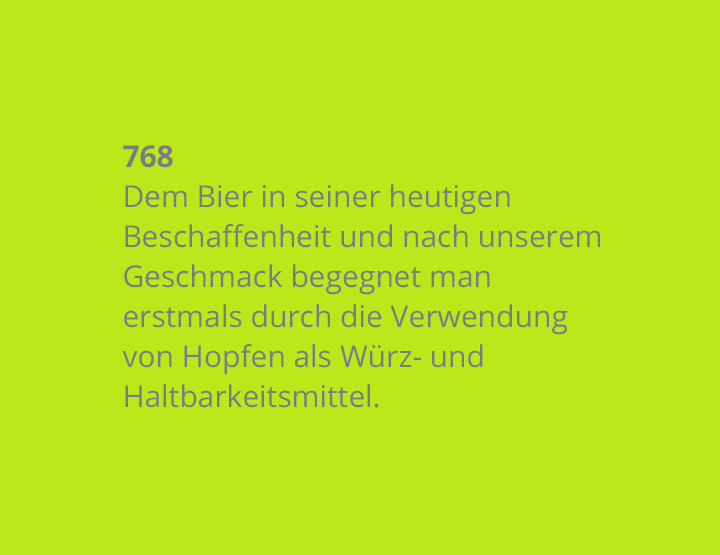 768
Dem Bier in seiner heutigen
Beschaffenheit und nach unserem
Geschmack begegnet man
erstmals durch die Verwendung
von Hopfen als Würz- und
Haltbarkeitsmittel.